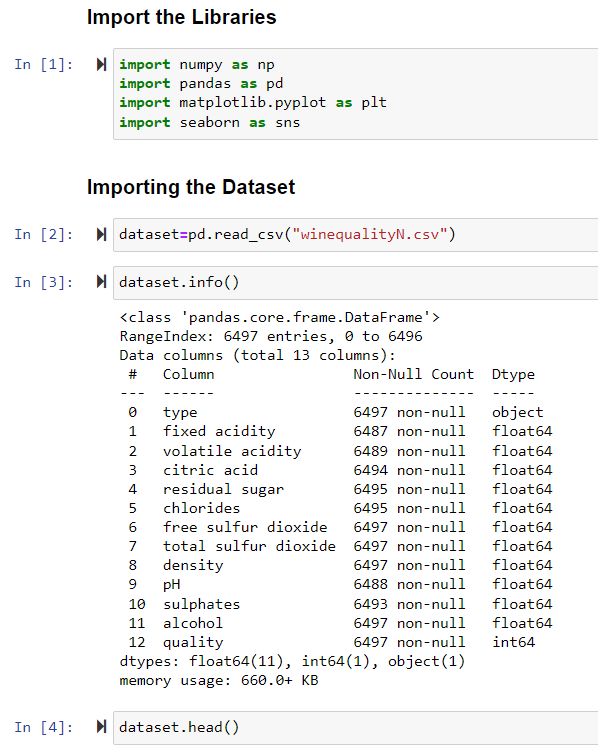 Import the Libraries
In [1]: import numpy as np
import pandas as pd
import matplotlib.pyplot as plt
import seaborn as sns
Importing the Dataset
In [2]: dataset=pd.read_csv("winequalityN.csv")
In [3]: dataset.info()
<class 'pandas.core.frame.DataFrame'>
RangeIndex: 6497 entries, 0 to 6496
Data columns (total 13 columns):
 #   Column                Non-Null Count  Dtype
---  ------                --------------  -----
 0   type                  6497 non-null   object
 1   fixed acidity         6487 non-null   float64
 2   volatile acidity      6489 non-null   float64
 3   citric acid           6494 non-null   float64
 4   residual sugar        6495 non-null   float64
 5   chlorides             6495 non-null   float64
 6   free sulfur dioxide   6497 non-null   float64
 7   total sulfur dioxide  6497 non-null   float64
 8   density               6497 non-null   float64
 9   pH                    6488 non-null   float64
 10  sulphates             6493 non-null   float64
 11  alcohol               6497 non-null   float64
 12  quality               6497 non-null   int64
dtypes: float64(11), int64(1), object(1)
memory usage: 660.0+ KB
In [4]: dataset.head()